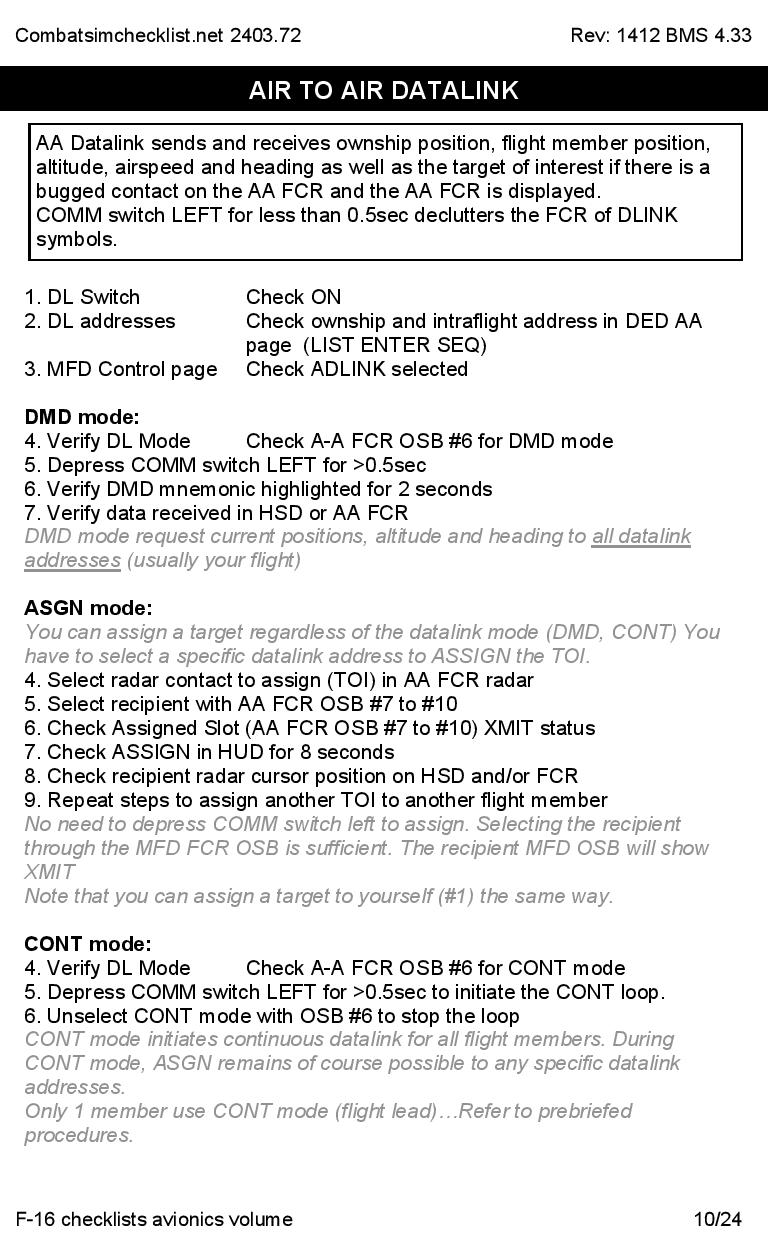 Combatsimchecklist.net 2403.72 Rev: 1412 BMS 4.33
AIR TO AIR DATALINK
AA Datalink sends and receives ownship position, flight member position,
altitude, airspeed and heading as well as the target of interest if there is a
bugged contact on the AA FCR and the AA FCR is displayed.
COMM switch LEFT for less than 0.5sec declutters the FCR of DLINK
symbols.
1. DL Switch Check ON
2. DL addresses Check ownship and intraflight address in DED AA
page (LIST ENTER SEQ)
3. MFD Control page Check ADLINK selected
DMD mode:
4. Verify DL Mode Check A-A FCR OSB #6 for DMD mode
5. Depress COMM switch LEFT for >0.5sec
6. Verify DMD mnemonic highlighted for 2 seconds
7. Verify data received in HSD or AA FCR
DMD mode request current positions, altitude and heading to all datalink
addresses (usually your flight)
ASGN mode:
You can assign a target regardless of the datalink mode (DMD, CONT) You
have to select a specific datalink address to ASSIGN the TOI.
4. Select radar contact to assign (TOI) in AA FCR radar
5. Select recipient with AA FCR OSB #7 to #10
6. Check Assigned Slot (AA FCR OSB #7 to #10) XMIT status
7. Check ASSIGN in HUD for 8 seconds
8. Check recipient radar cursor position on HSD and/or FCR
9. Repeat steps to assign another TOI to another flight member
No need to depress COMM switch left to assign. Selecting the recipient
through the MFD FCR OSB is sufficient. The recipient MFD OSB will show
XMIT
Note that you can assign a target to yourself (#1) the same way.
CONT mode:
4. Verify DL Mode Check A-A FCR OSB #6 for CONT mode
5. Depress COMM switch LEFT for >0.5sec to initiate the CONT loop.
6. Unselect CONT mode with OSB #6 to stop the loop
CONT mode initiates continuous datalink for all flight members. During
CONT mode, ASGN remains of course possible to any specific datalink
addresses.
Only 1 member use CONT mode (flight lead)…Refer to prebriefed
procedures.
F-16 checklists avionics volume 10/24